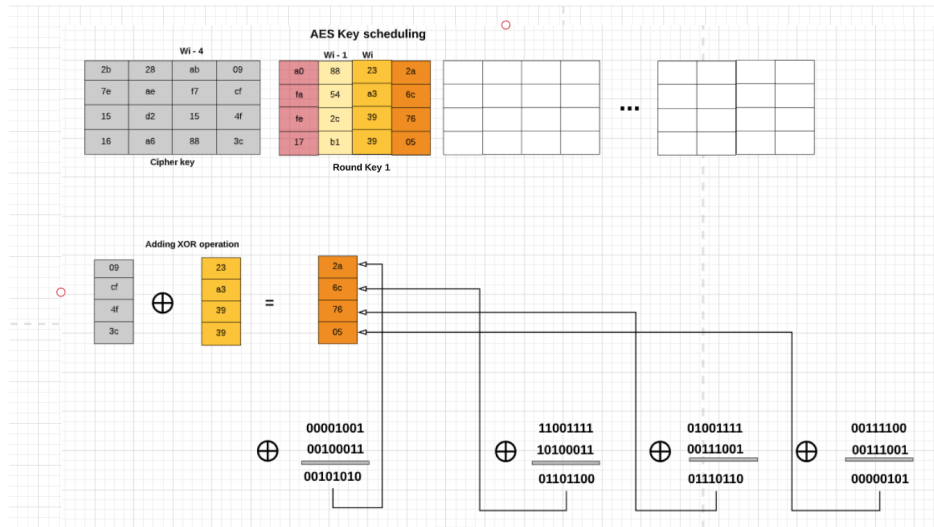 AES Key scheduling
Wi - 4
Wi - 1 Wi
2b 28 ab 09 a0 88 23 2a
7e ae f7 cf fa 54 a3 6c
15 d2 15 4f fe 2c 39 76
16 a6 88 3c 17 b1 39 05
...
Cipher key
Round Key 1
Adding XOR operation
09 23 2a
cf a3 6c
4f 39 76
3c 39 05
=
00001001 11001111 01001111 00111100
00100011 10100011 00111001 00111001
00101010 01101100 01110110 00000101